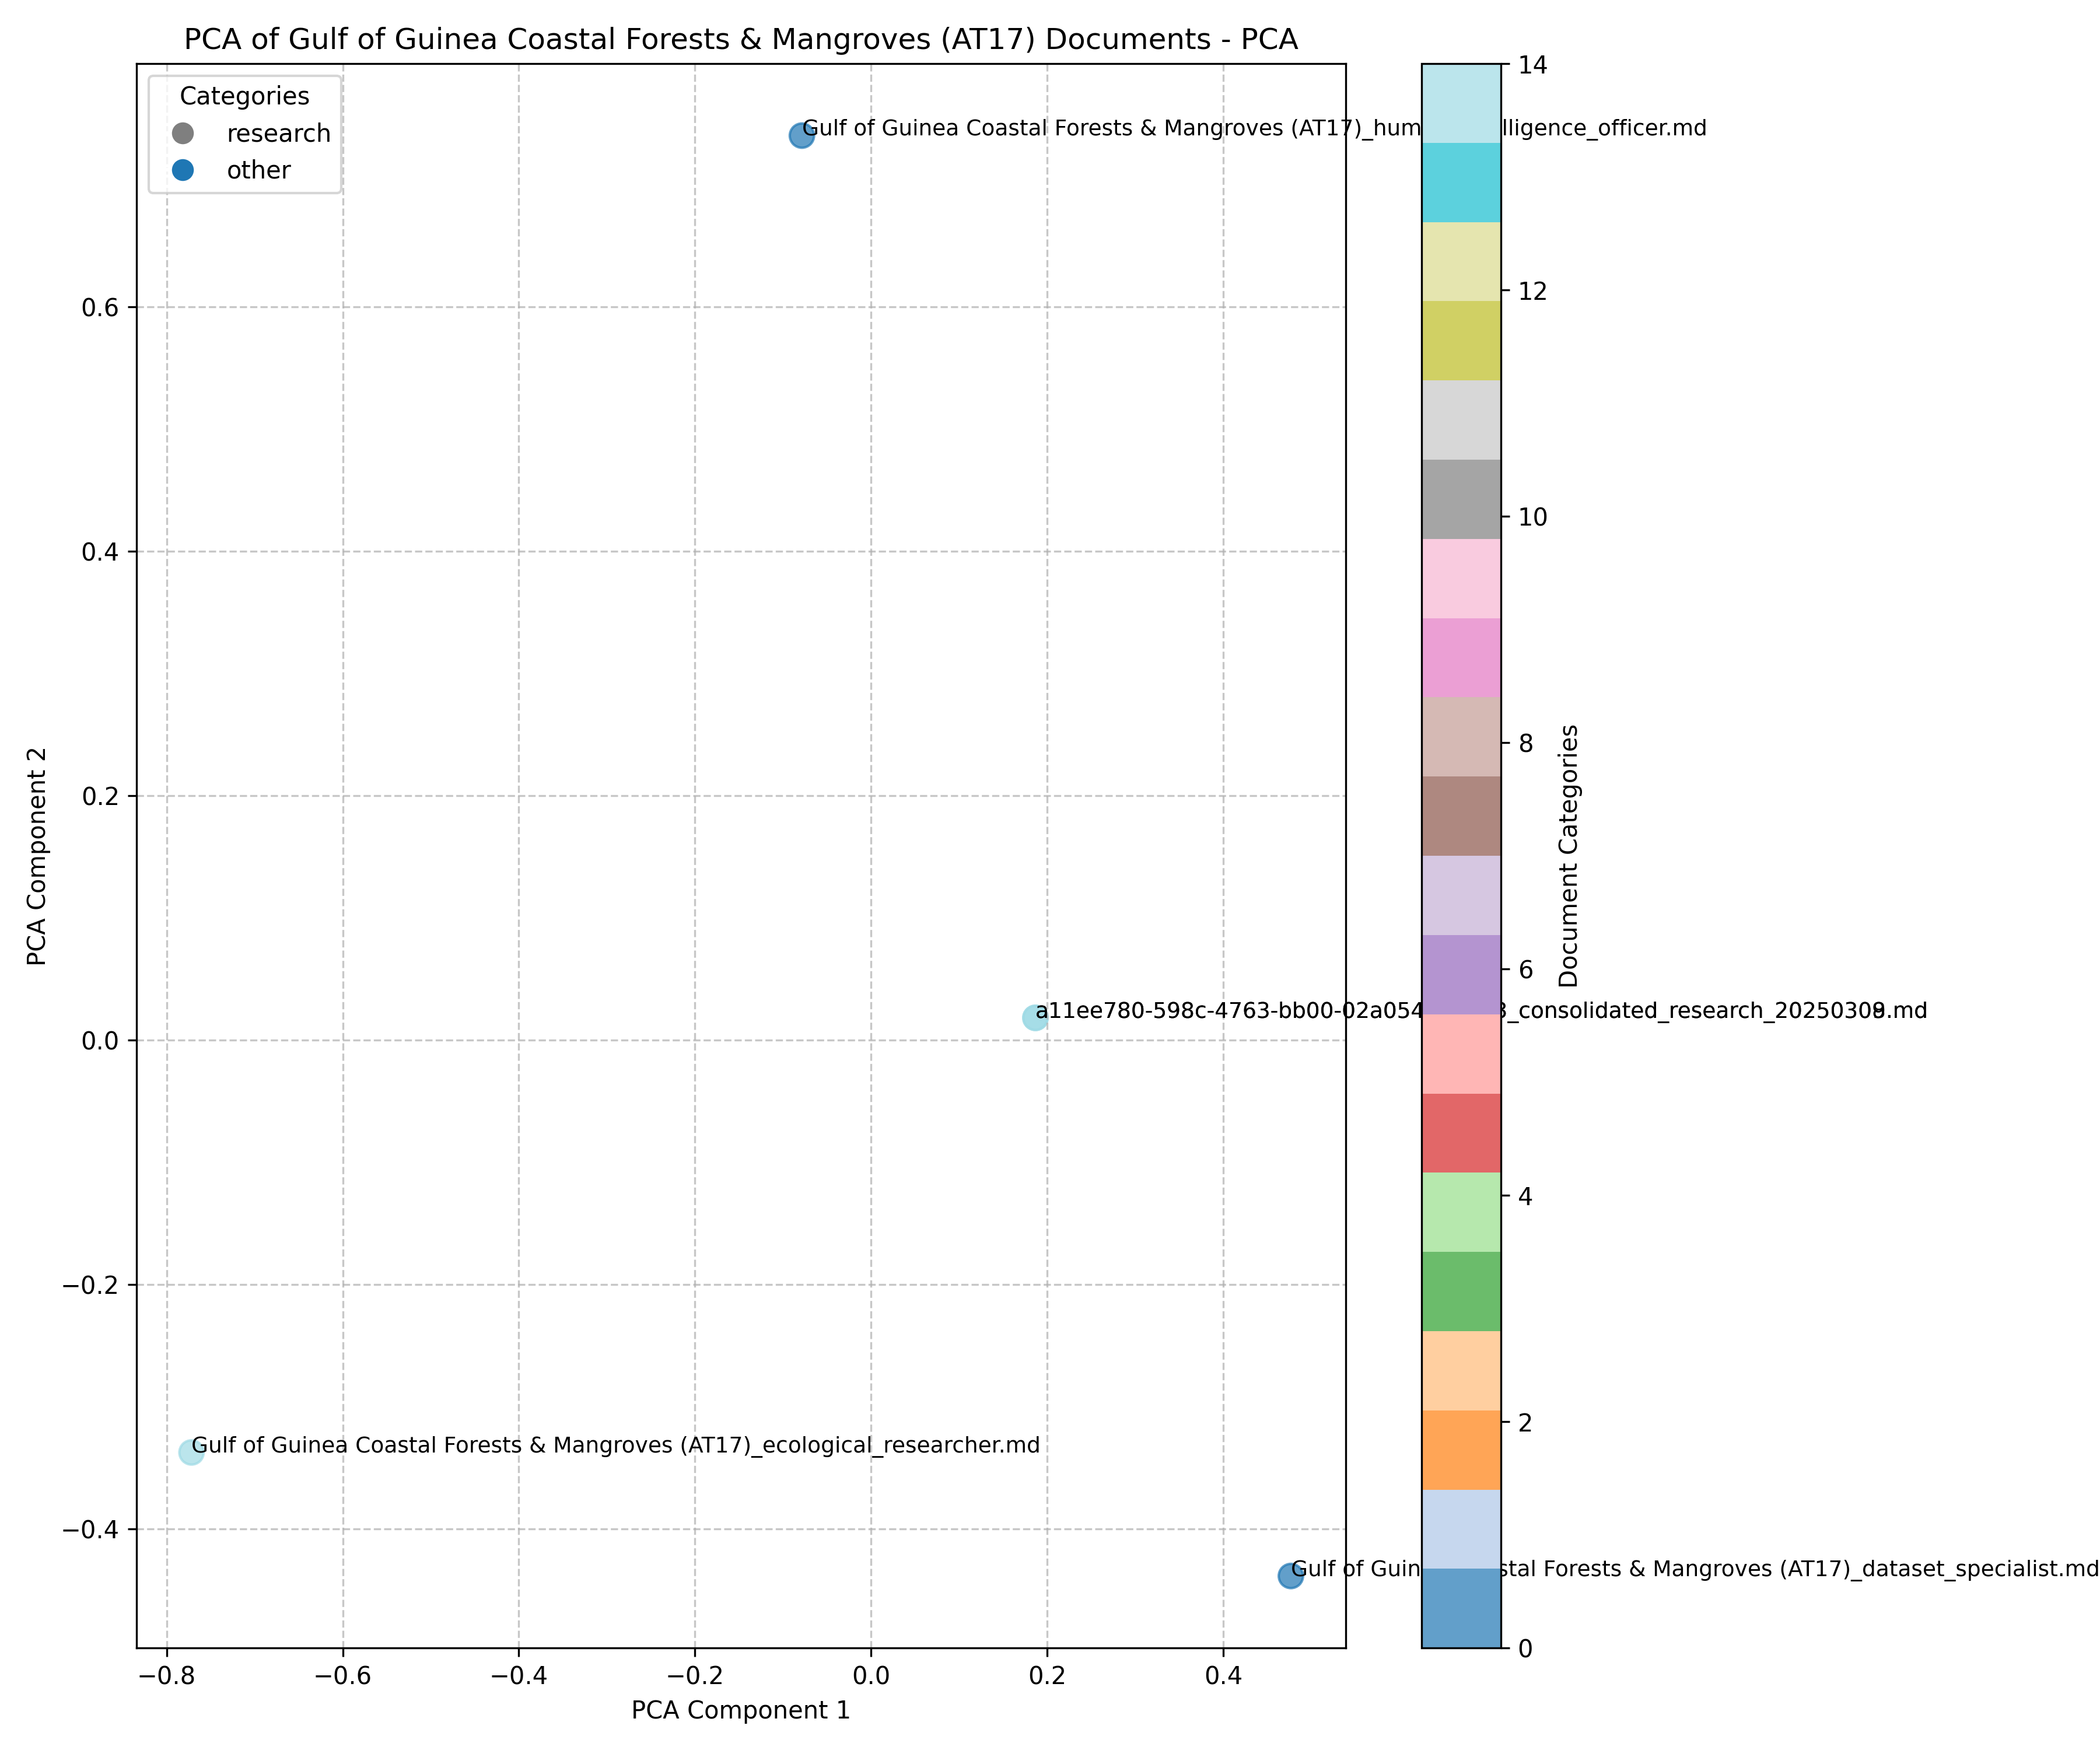 PCA of Gulf of Guinea Coastal Forests & Mangroves (AT17) Documents - PCA
Categories
research
other
Gulf of Guinea Coastal Forests & Mangroves (AT17)_hum lligence_officer.md
a11ee780-598c-4763-bb00-02a054 _consolidated_research_2025030 .md
Gulf of Guinea Coastal Forests & Mangroves (AT17)_ecological_researcher.md
Gulf of Guin stal Forests & Mangroves (AT17)_dataset_specialist.md
PCA Component 2
0.6
0.4
0.2
0.0
−0.2
−0.4
−0.8
−0.6
−0.4
−0.2
0.0
0.2
0.4
PCA Component 1
14
12
10
8
6
4
2
0
Document Categories